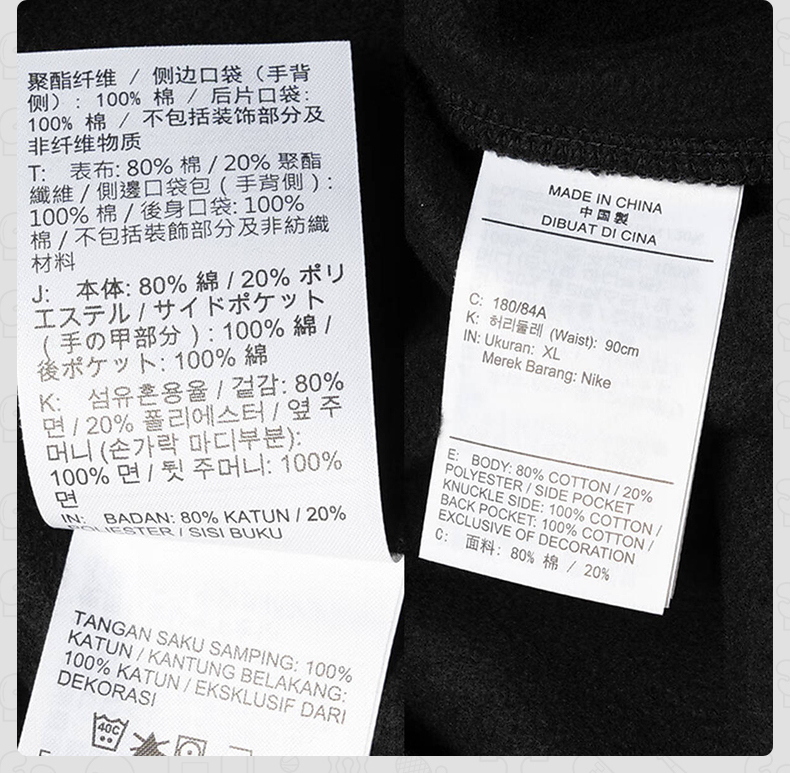 聚酯纤维 / 侧边口袋（手背
侧）: 100% 棉 / 后片口袋:
100% 棉 / 不包括装饰部分及
非纤维物质
T: 表布: 80% 棉 / 20% 聚酯
纖維 / 側邊口袋包 ( 手背側 ) :
100% 棉 / 後身口袋: 100%
棉 / 不包括裝飾部分及非紡織
材料
J: 本体: 80% 綿 / 20% ポリ
エステル / サイドポケット
( 手の甲部分 ) : 100% 綿 /
後ポケット: 100% 綿
K: 섬유혼용율 / 겉감: 80%
면 / 20% 폴리에스터 / 옆 주
머니 (손가락 마디부분):
100% 면 / 뒷 주머니: 100%
면
IN: BADAN: 80% KATUN / 20%
POLIESTER / SISI BUKU
TANGAN SAKU SAMPING: 100%
KATUN / KANTUNG BELAKANG:
100% KATUN / EKSKLUSIF DARI
DEKORASI
40C
MADE IN CHINA
中国製
DIBUAT DI CINA
C: 180/84A
K: 허리둘레 (Waist): 90cm
IN: Ukuran: XL
Merek Barang: Nike
E: BODY: 80% COTTON / 20%
POLYESTER / SIDE POCKET
KNUCKLE SIDE: 100% COTTON /
BACK POCKET: 100% COTTON /
EXCLUSIVE OF DECORATION
C: 面料: 80% 棉 / 20%